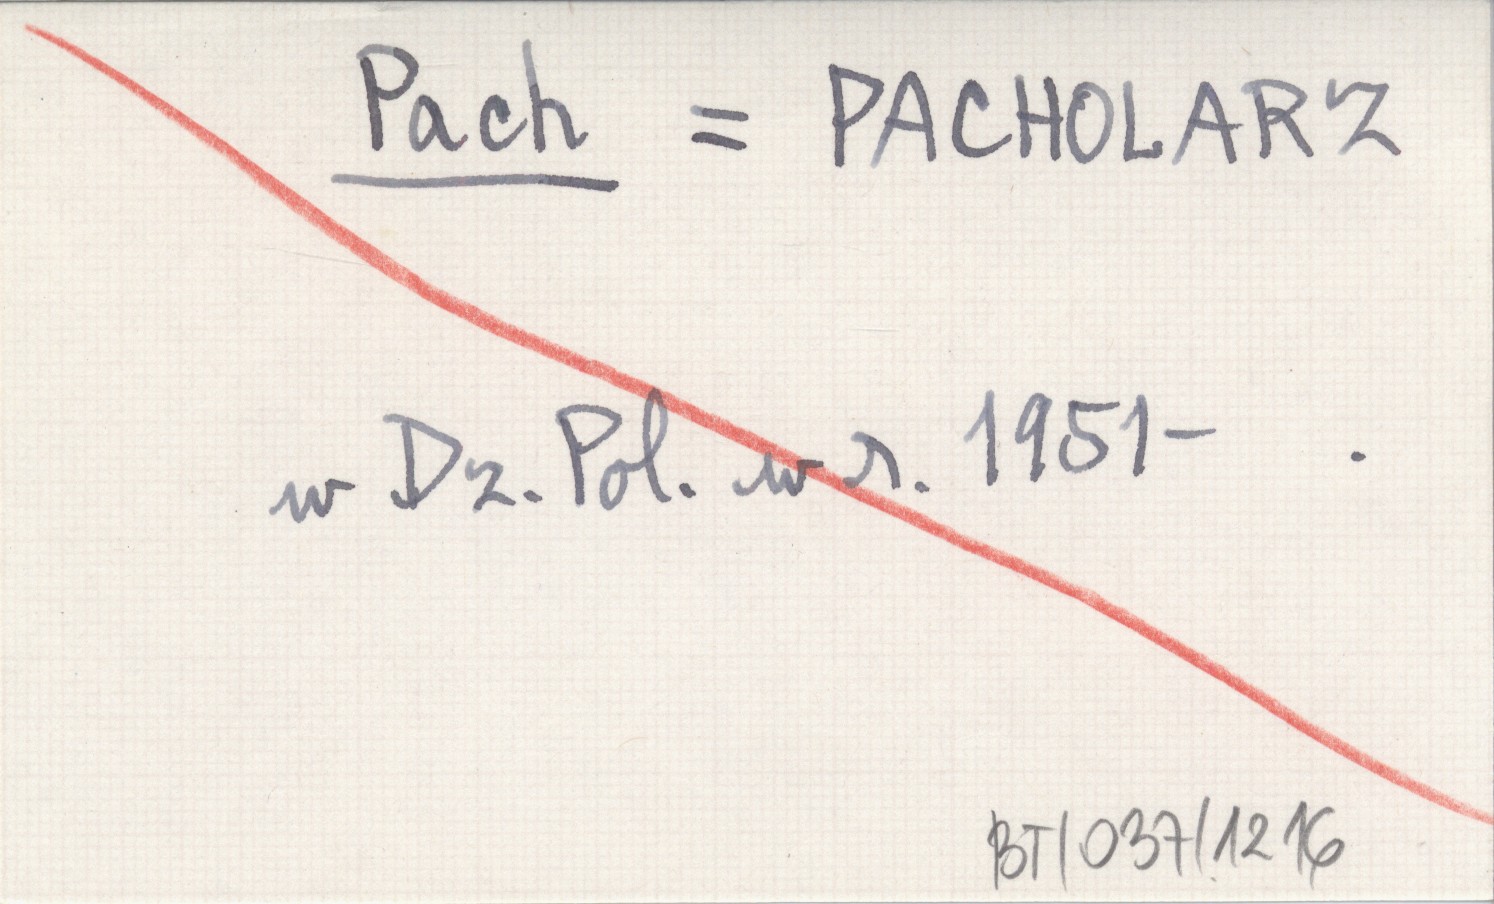 Pach = PACHOLARZ
w Dz. Pol. w r. 1951- .
BT/037/1216